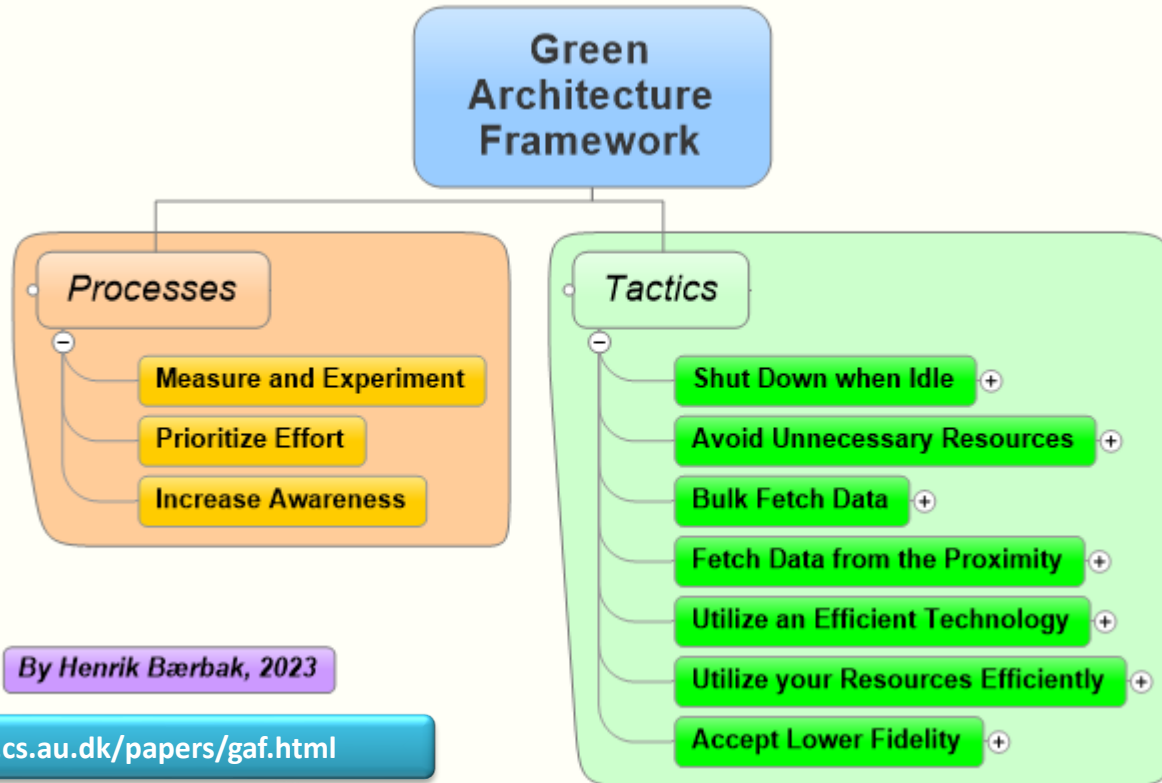 Green
Architecture
Framework
Processes
Measure and Experiment
Prioritize Effort
Increase Awareness
Tactics
Shut Down when Idle
Avoid Unnecessary Resources
Bulk Fetch Data
Fetch Data from the Proximity
Utilize an Efficient Technology
Utilize your Resources Efficiently
Accept Lower Fidelity
By Henrik Bærbak, 2023
cs.au.dk/papers/gaf.html